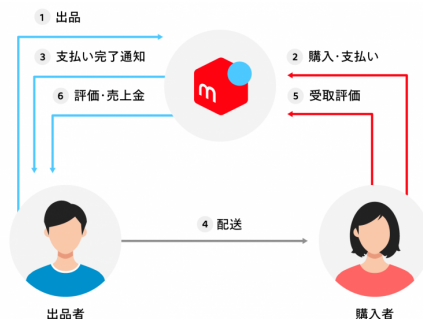 1 出品
3 支払い完了通知
2 購入・支払い
6 評価・売上金
5 受取評価
m
4 配送
出品者
購入者